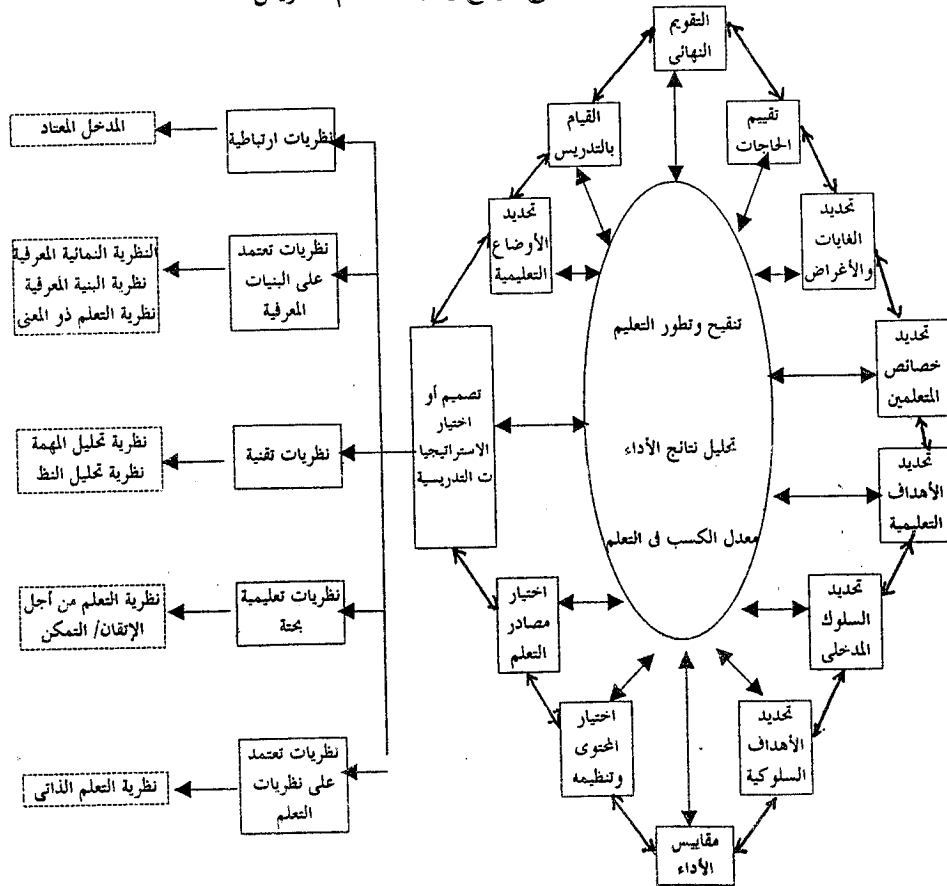 التقويم
النهائى
تقييم
الحاجات
تحديد
الغايات
والأغراض
تحديد
خصائص
المتعلمين
تحديد
الأهداف
التعليمية
تحديد
السلوك
المدخلى
تحديد
الأهداف
السلوكية
مقاييس
الأداء
اختيار
المحتوى
وتنظيمه
اختيار
مصادر
التعلم
تصميم أو
اختيار
الاستراتيجيا
ت التدريسية
تحديد
الأوضاع
التعليمية
القيام
بالتدريس
تنقيح وتطور التعليم
تحليل نتائج الأداء
معدل الكسب فى التعلم
نظريات ارتباطية
المدخل المعتاد
نظريات تعتمد
على البنيات
المعرفية
النظرية النمائية المعرفية
نظرية البنية المعرفية
نظرية التعلم ذو المعنى
نظريات تقنية
نظرية تحليل المهمة
نظرية تحليل النظ
نظريات تعليمية
بحتة
نظرية التعلم من أجل
الإتقان/ التمكن
نظريات تعتمد
على نظريات
التعلم
نظرية التعلم الذاتى